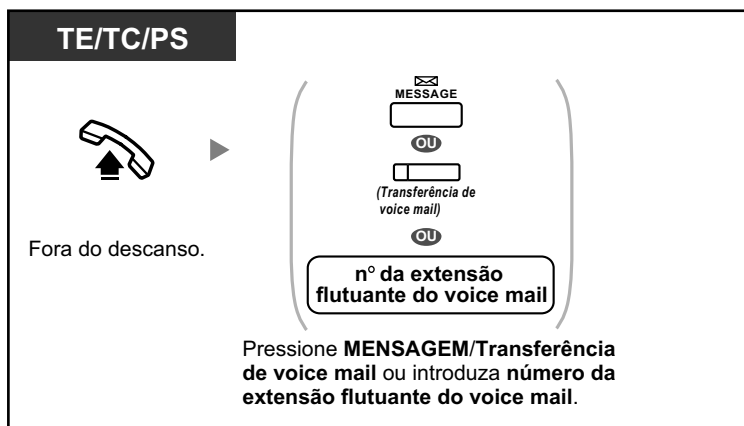 TE/TC/PS
MESSAGE
OU
(Transferência de
voice mail)
OU
nº da extensão
flutuante do voice mail
Fora do descanso.
Pressione MENSAGEM/Transferência
de voice mail ou introduza número da
extensão flutuante do voice mail.